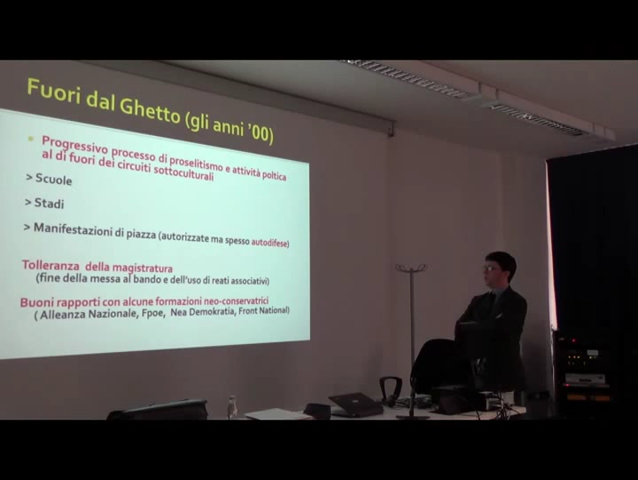 Fuori dal Ghetto (gli anni '00)
Progressivo processo di proselitismo e attività poltica
al di fuori dei circuiti sottoculturali
> Scuole
> Stadi
> Manifestazioni di piazza (autorizzate ma spesso autodifese)
Tolleranza della magistratura
(fine della messa al bando e dell'uso di reati associativi)
Buoni rapporti con alcune formazioni neo-conservatrici
( Alleanza Nazionale, Fpoe, Nea Demokratia, Front National)